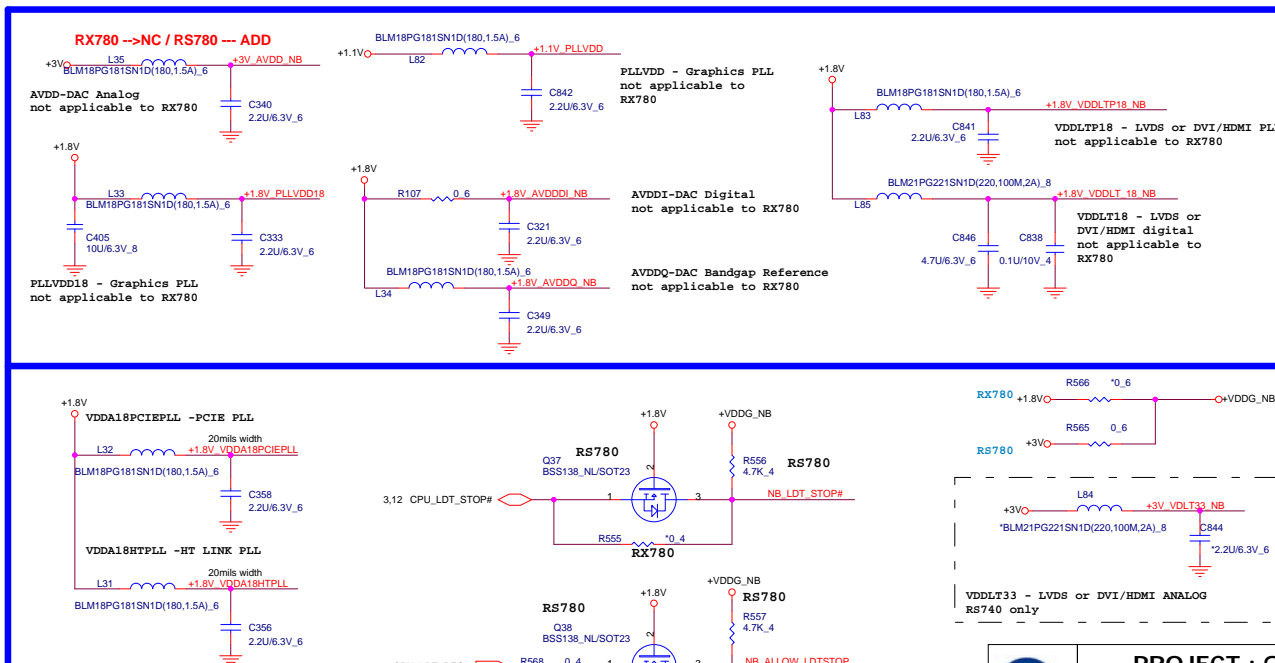 RX780 -->NC / RS780 --- ADD
+3V
L35
+3V_AVDD_NB
BLM18PG181SN1D(180,1.5A)_6
AVDD-DAC Analog
not applicable to RX780
C340
2.2U/6.3V_6
BLM18PG181SN1D(180,1.5A)_6
+1.1V
L82
+1.1V_PLLVDD
C842
2.2U/6.3V_6
PLLVDD - Graphics PLL
not applicable to
RX780
+1.8V
BLM18PG181SN1D(180,1.5A)_6
L83
+1.8V_VDDLTP18_NB
C841
2.2U/6.3V_6
VDDLTP18 - LVDS or DVI/HDMI
not applicable to RX780
+1.8V
L33
+1.8V_PLLVDD18
BLM18PG181SN1D(180,1.5A)_6
C405
10U/6.3V_8
C333
2.2U/6.3V_6
PLLVDD18 - Graphics PLL
not applicable to RX780
+1.8V
R107
0_6
+1.8V_AVDDDI_NB
C321
2.2U/6.3V_6
AVDDI-DAC Digital
not applicable to RX780
BLM18PG181SN1D(180,1.5A)_6
L34
+1.8V_AVDDQ_NB
C349
2.2U/6.3V_6
AVDDQ-DAC Bandgap Reference
not applicable to RX780
BLM21PG221SN1D(220,100M,2A)_8
L85
+1.8V_VDDLT_18_NB
C846
4.7U/6.3V_6
C838
0.1U/10V_4
VDDLT18 - LVDS or
DVI/HDMI digital
not applicable to
RX780
+1.8V
VDDA18PCIEPLL -PCIE PLL
20mils width
L32
+1.8V_VDDA18PCIEPLL
BLM18PG181SN1D(180,1.5A)_6
C358
2.2U/6.3V_6
VDDA18HTPLL -HT LINK PLL
20mils width
L31
+1.8V_VDDA18HTPLL
BLM18PG181SN1D(180,1.5A)_6
C356
2.2U/6.3V_6
+1.8V
+VDDG_NB
RS780
Q37
BSS138_NL/SOT23
2
R556
4.7K_4
RS780
3,12 CPU_LDT_STOP#
1
3
NB_LDT_STOP#
R555
*0_4
RX780
+VDDG_NB
+1.8V
RS780
RS780
Q38
BSS138_NL/SOT23
2
R557
4.7K_4
R568
0_4
1
3
NB_ALLOW_LDTSTOP
R566
*0_6
RX780
+1.8V
+VDDG_NB
R565
0_6
RS780
+3V
L84
+3V
+3V_VDLT33_NB
*BLM21PG221SN1D(220,100M,2A)_8
C844
*2.2U/6.3V_6
VDDLT33 - LVDS or DVI/HDMI ANALOG
RS740 only
PROJECT :